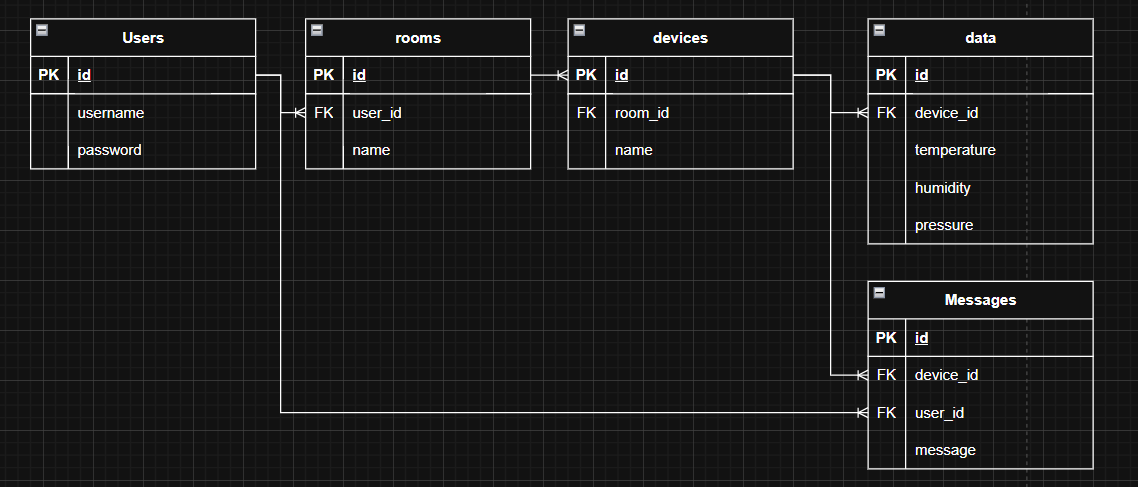 Users
PK id
username
password
rooms
PK id
FK user_id
name
devices
PK id
FK room_id
name
data
PK id
FK device_id
temperature
humidity
pressure
Messages
PK id
FK device_id
FK user_id
message